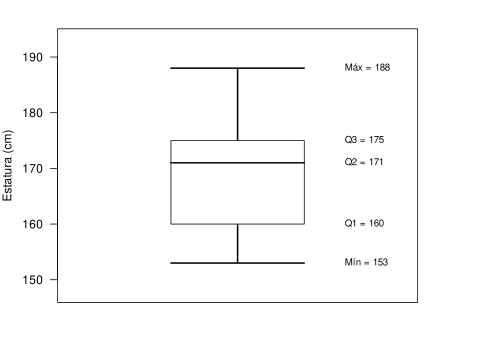 190
180
170
160
150
Estatura (cm)
Máx = 188
Q3 = 175
Q2 = 171
Q1 = 160
Mín = 153